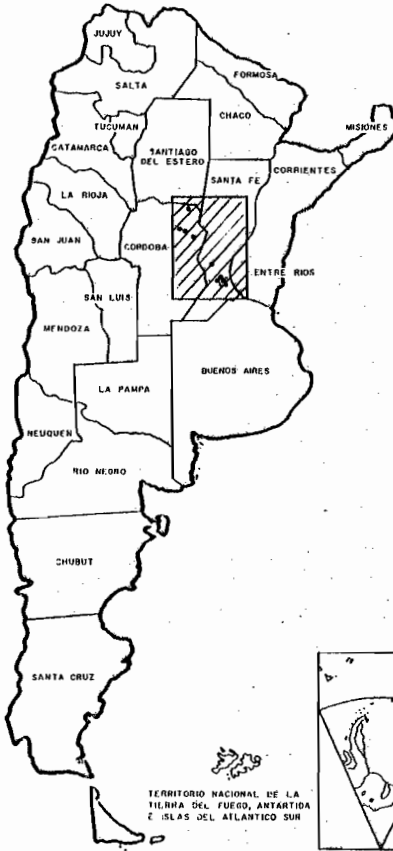 JUJUY
SALTA
FORMOSA
CHACO
TUCUMAN
MISIONES
CATAMARCA
SANTIAGO
DEL ESTERO
CORRIENTES
SANTA FE
LA RIOJA
SAN JUAN
CORDOBA
ENTRE RIOS
SAN LUIS
MENDOZA
BUENOS AIRES
LA PAMPA
NEUQUEN
RIO NEGRO
CHUBUT
SANTA CRUZ
TERRITORIO NACIONAL DE LA
TIERRA DEL FUEGO, ANTARTIDA
E ISLAS DEL ATLANTICO SUR